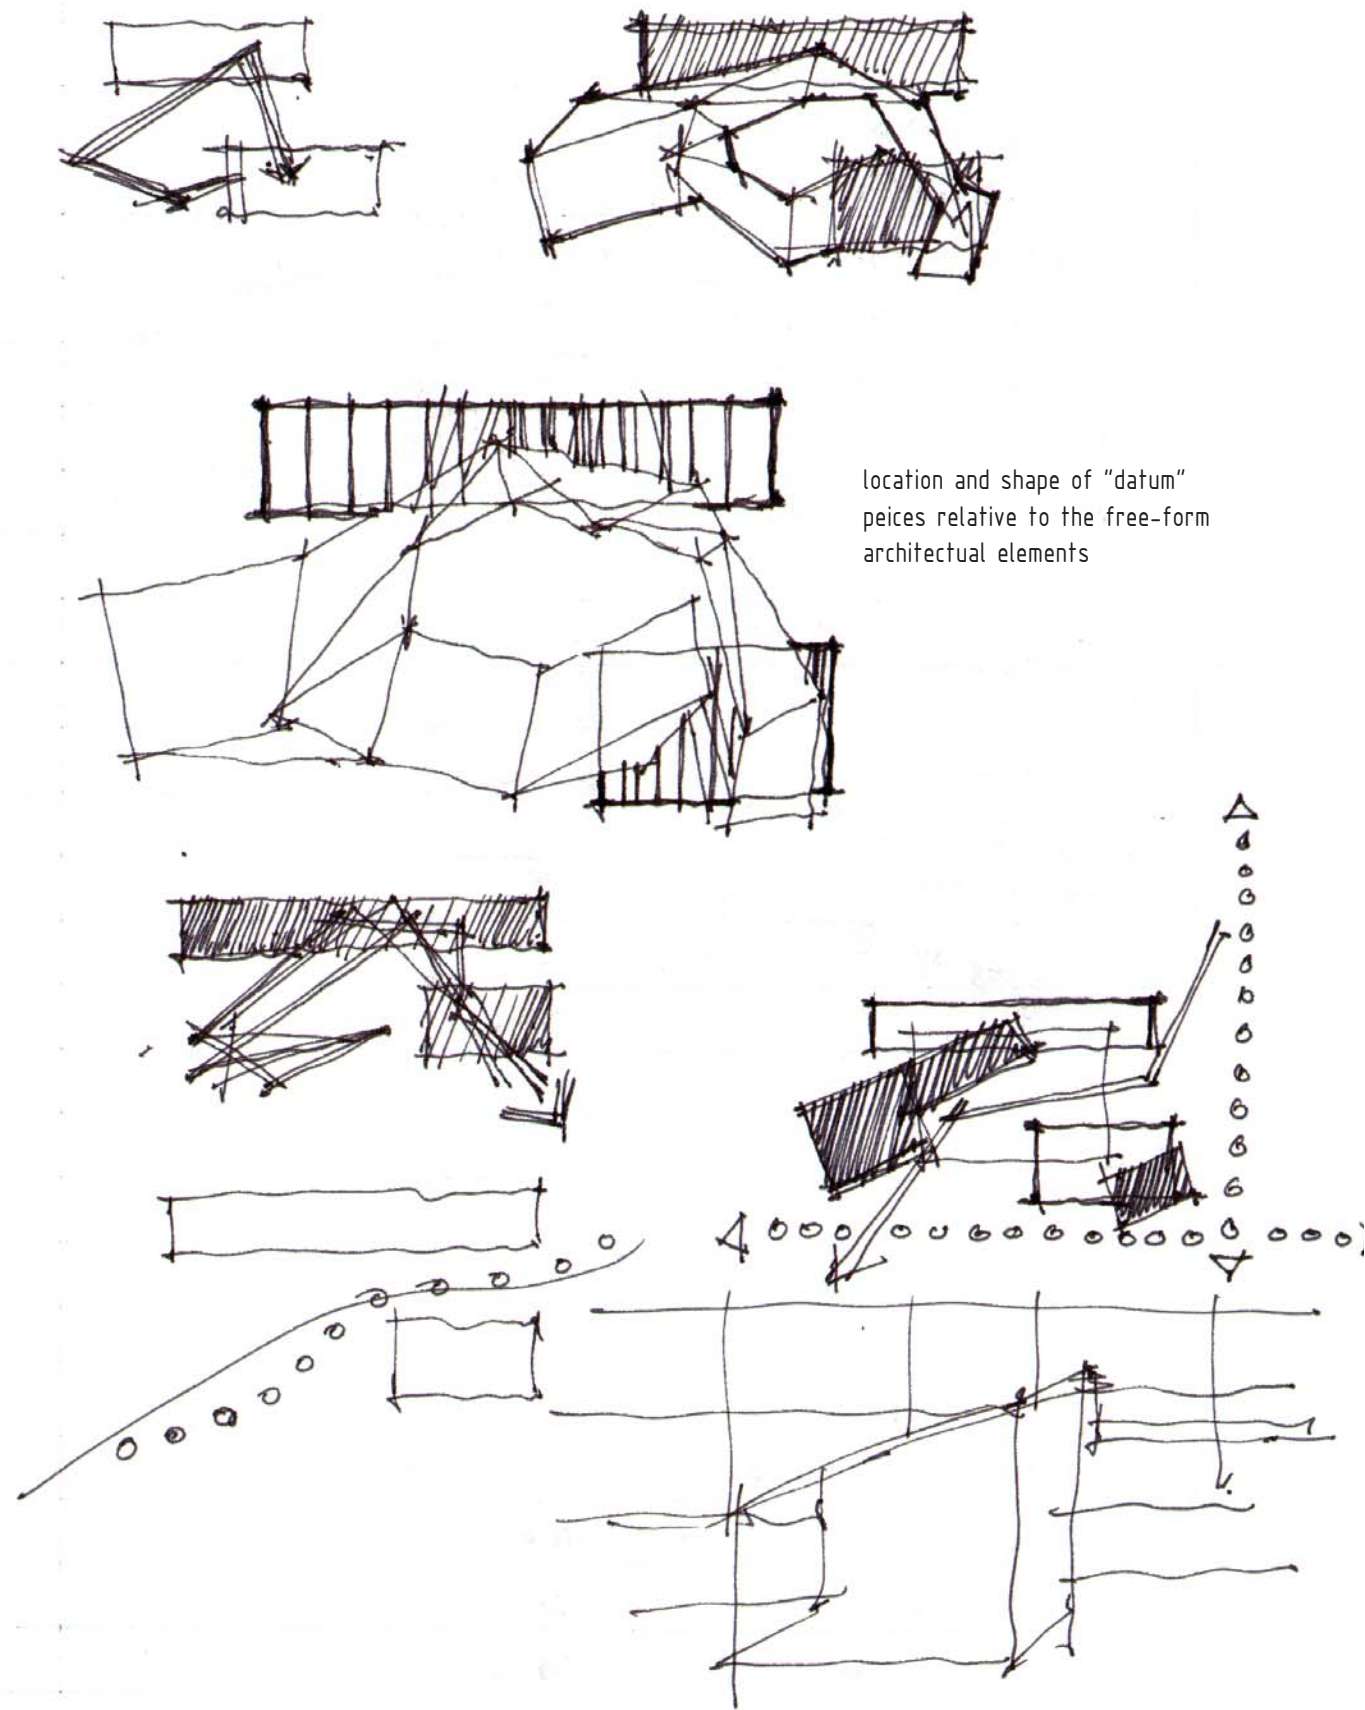 location and shape of "datum"
peices relative to the free-form
architectual elements